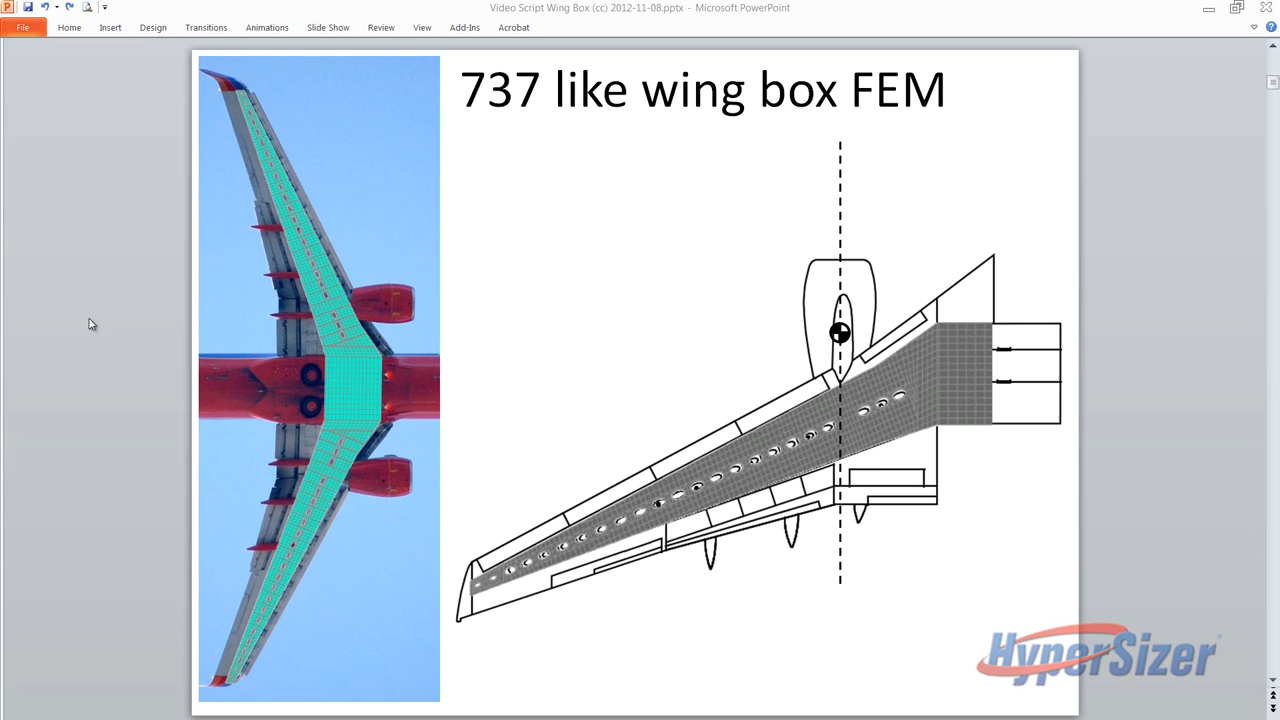 Video Script Wing Box (cc) 2012-11-08.pptx - Microsoft PowerPoint
File Home Insert Design Transitions Animations Slide Show Review View Add-Ins Acrobat
737 like wing box FEM
HyperSizer